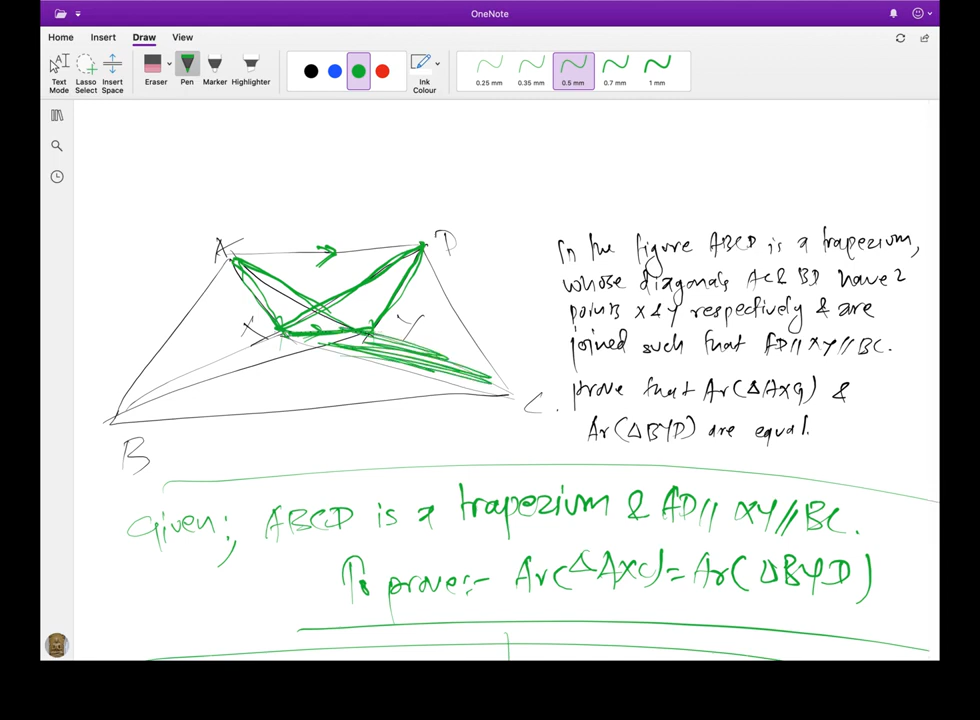 OneNote
Home Insert Draw View
Text Mode Lasso Select Insert Space Eraser Pen Marker Highlighter Ink Colour 0.25 mm 0.35 mm 0.5 mm 0.7 mm 1 mm
A D
X Y
B C
In the figure ABCD is a trapezium,
whose diagonals AC & BD have 2
points X & Y respectively & are
joined such that AD // XY // BC.
prove that Ar(△AXC) &
Ar(△BYD) are equal.
Given; ABCD is a trapezium & AD// XY//BC.
To prove:- Ar(△AXC) = Ar(△BYD)